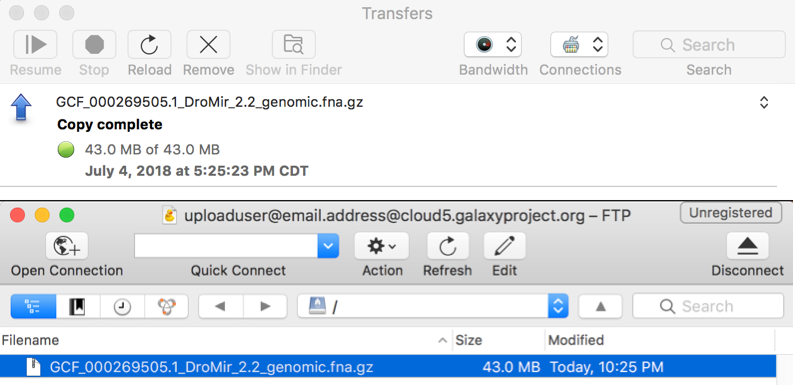 Transfers
Resume Stop Reload Remove Show in Finder Bandwidth Connections Search
Search
GCF_000269505.1_DroMir_2.2_genomic.fna.gz
Copy complete
43.0 MB of 43.0 MB
July 4, 2018 at 5:25:23 PM CDT
uploaduser@email.address@cloud5.galaxyproject.org – FTP
Unregistered
Open Connection Quick Connect Action Refresh Edit Disconnect
/ Search
Filename Size Modified
GCF_000269505.1_DroMir_2.2_genomic.fna.gz 43.0 MB Today, 10:25 PM